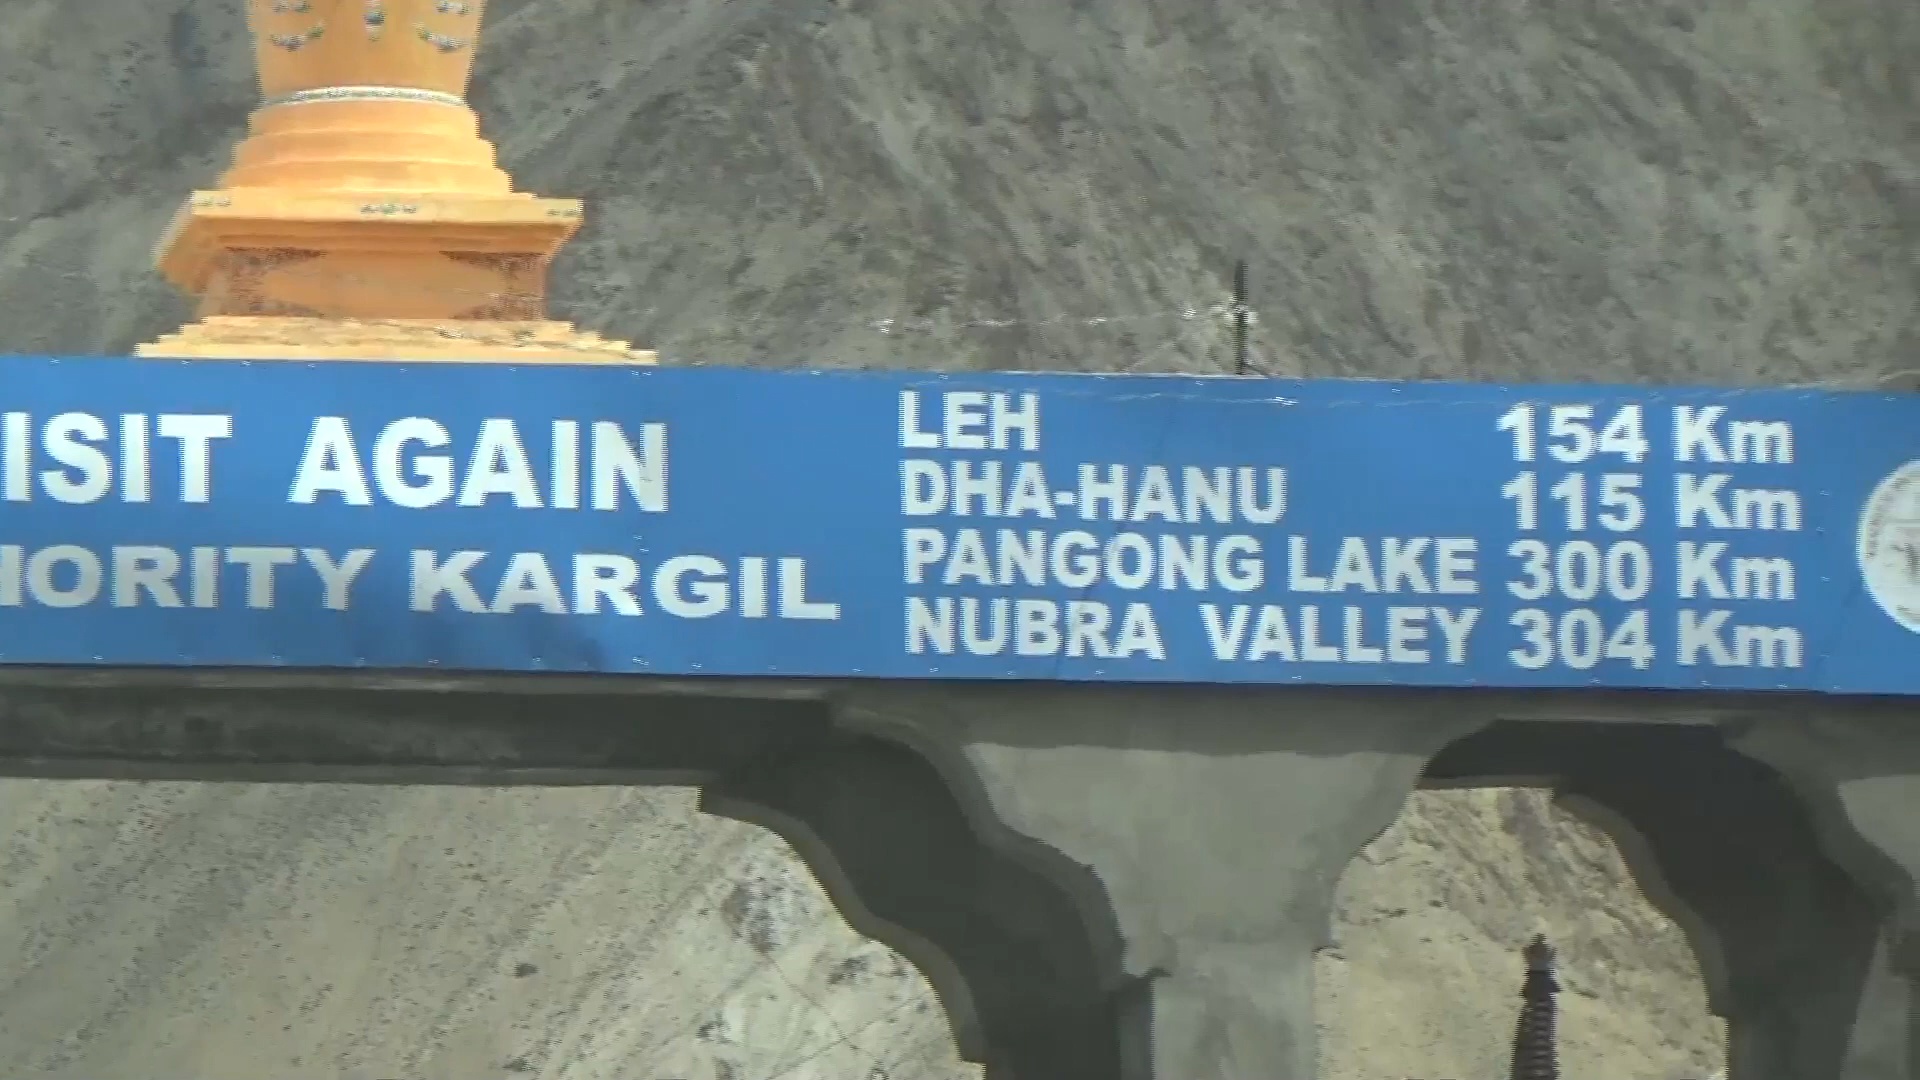 ISIT AGAIN
HORITY KARGIL
LEH 154 Km
DHA-HANU 115 Km
PANGONG LAKE 300 Km
NUBRA VALLEY 304 Km